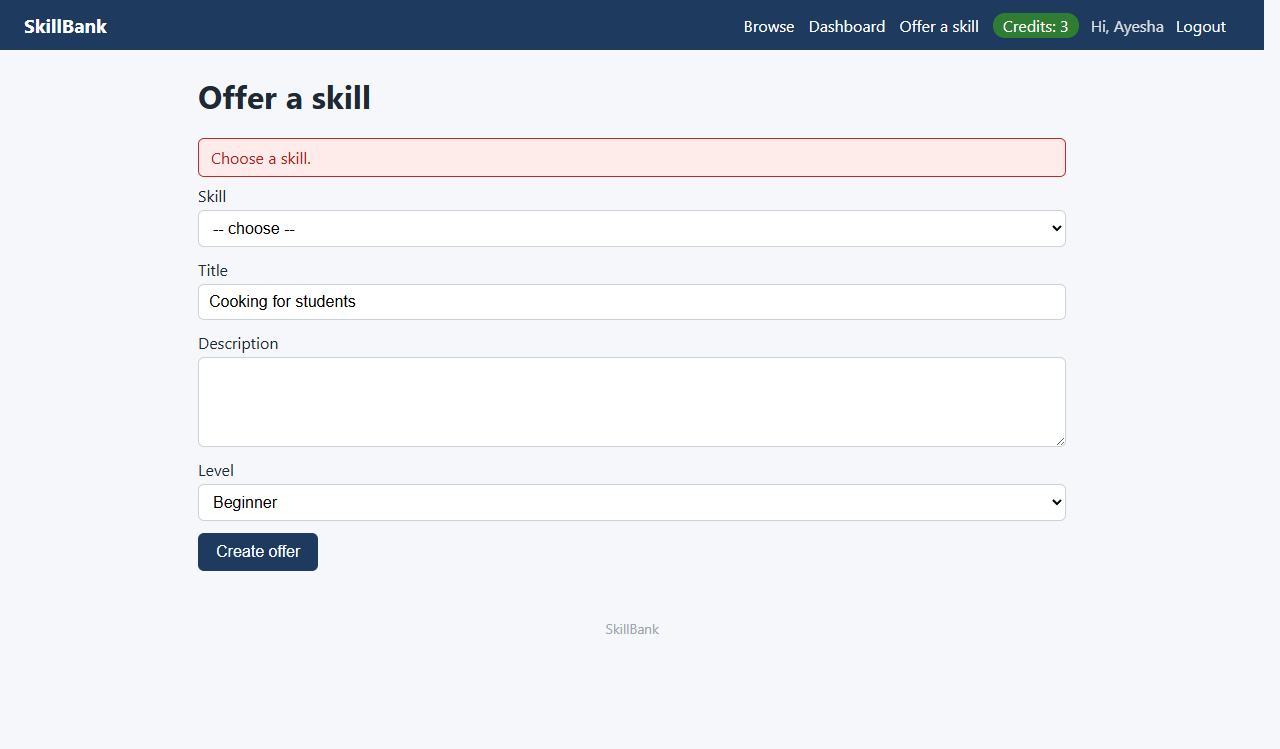 SkillBank
Browse Dashboard Offer a skill Credits: 3 Hi, Ayesha Logout
Offer a skill
Choose a skill.
Skill
-- choose --
Title
Cooking for students
Description
Level
Beginner
Create offer
SkillBank